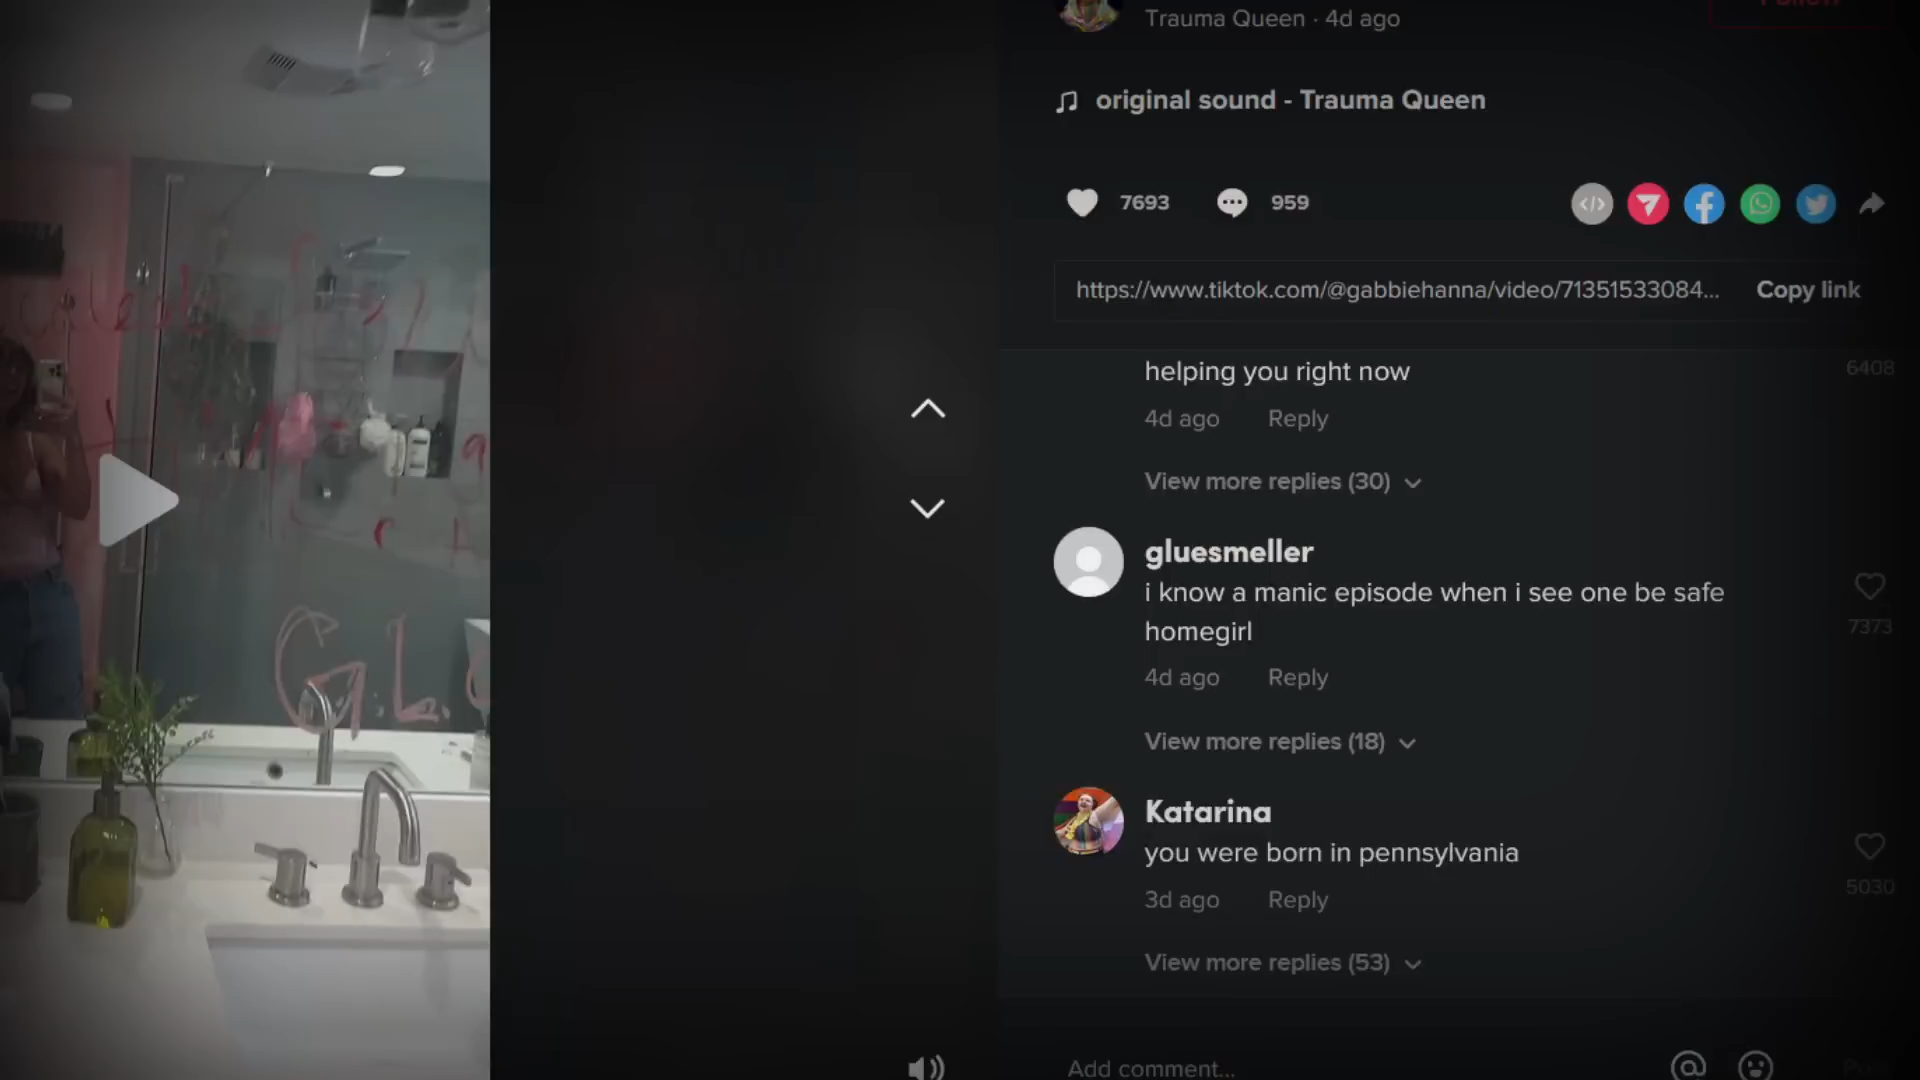 Trauma Queen · 4d ago
original sound - Trauma Queen
7693
959
https://www.tiktok.com/@gabbiehanna/video/71351533084...
Copy link
helping you right now
6408
4d ago
Reply
View more replies (30)
gluesmeller
i know a manic episode when i see one be safe
homegirl
7373
4d ago
Reply
View more replies (18)
Katarina
you were born in pennsylvania
5030
3d ago
Reply
View more replies (53)
Add comment...
G.L.